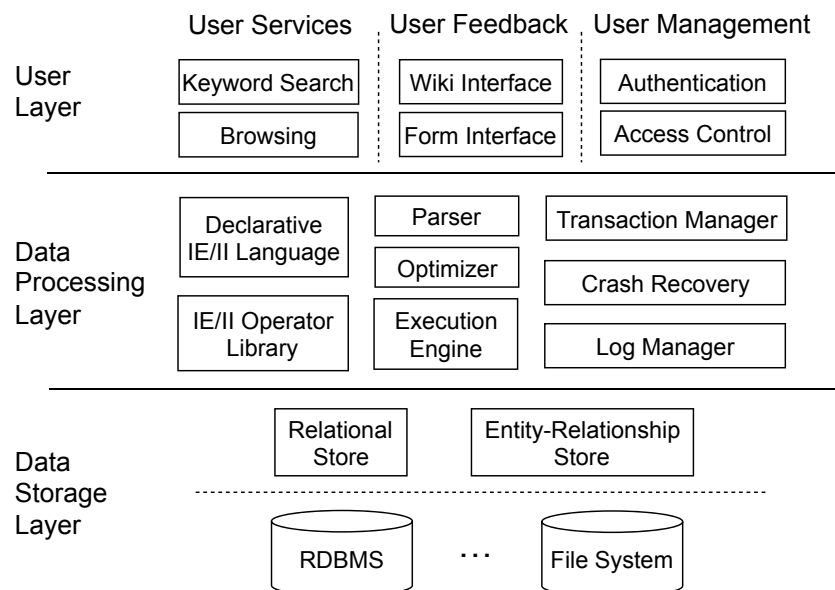 User Services
User Feedback
User Management
User
Layer
Keyword Search
Wiki Interface
Authentication
Browsing
Form Interface
Access Control
Data
Processing
Layer
Declarative
IE/II Language
Parser
Transaction Manager
Optimizer
Crash Recovery
IE/II Operator
Library
Execution
Engine
Log Manager
Data
Storage
Layer
Relational
Store
Entity-Relationship
Store
RDBMS
...
File System